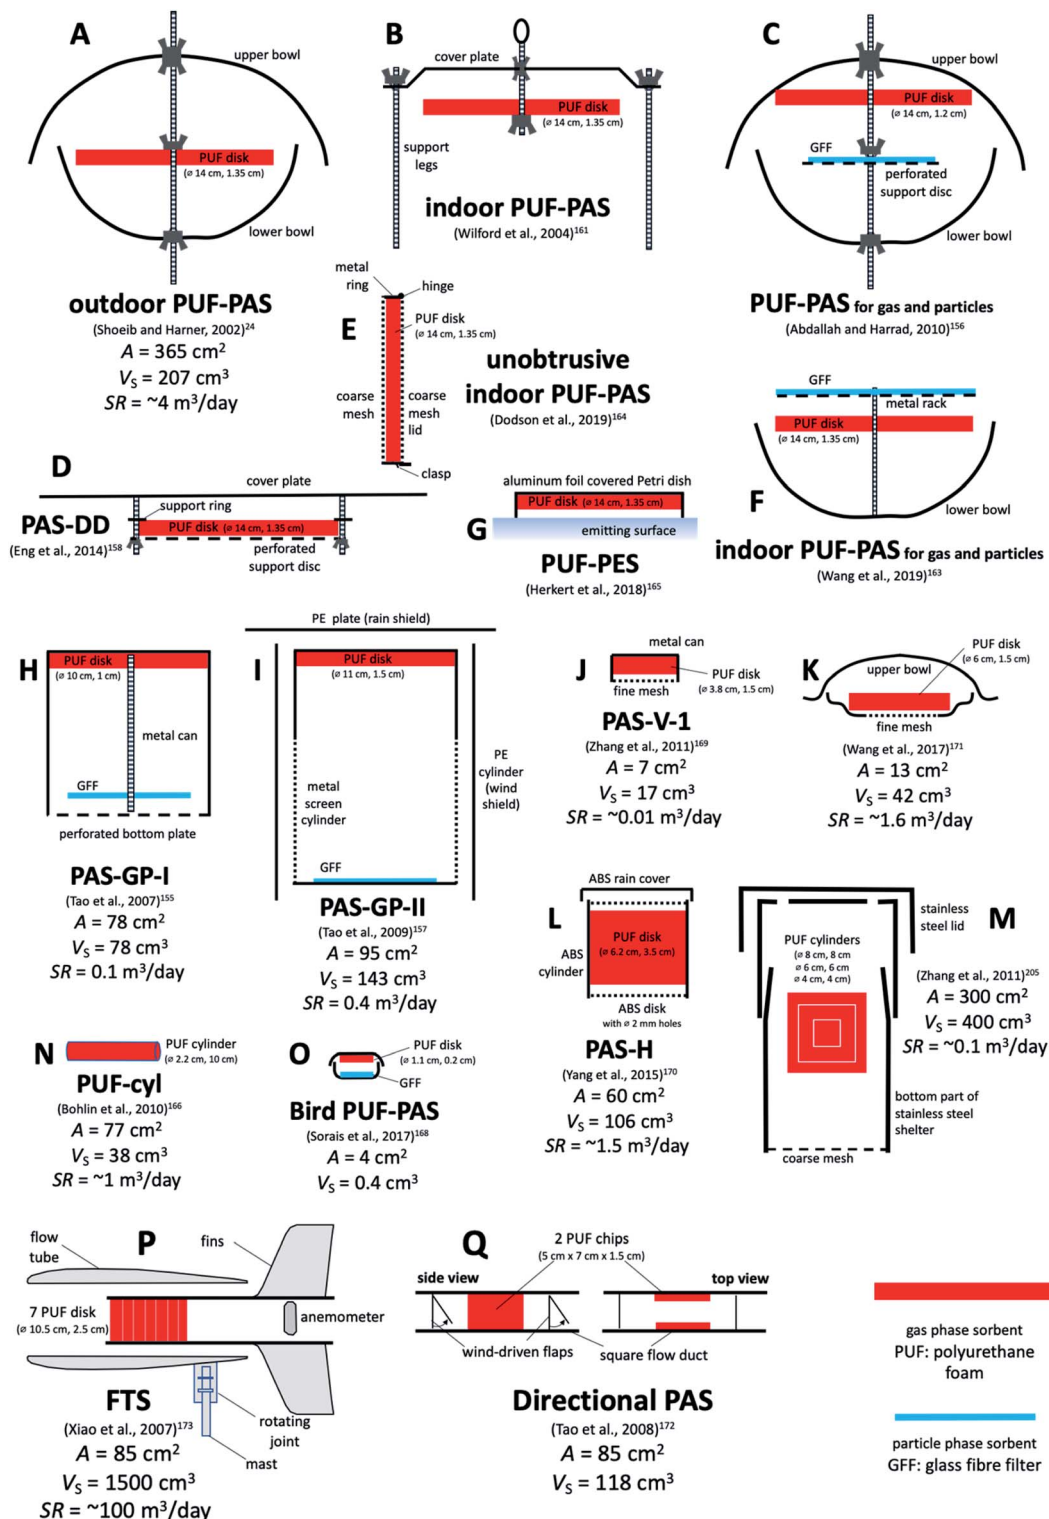 A
upper bowl
PUF disk
(ø 14 cm, 1.35 cm)
lower bowl
outdoor PUF-PAS
(Shoeib and Harner, 2002)24
A = 365 cm2
VS = 207 cm3
SR = ~4 m3/day
B
cover plate
PUF disk
(ø 14 cm, 1.35 cm)
support
legs
indoor PUF-PAS
(Wilford et al., 2004)161
C
upper bowl
PUF disk
(ø 14 cm, 1.2 cm)
GFF
perforated
support disc
lower bowl
PUF-PAS for gas and particles
(Abdallah and Harrad, 2010)156
metal
ring
hinge
E
PUF disk
(ø 14 cm, 1.35 cm)
coarse
mesh
coarse
mesh
lid
clasp
unobtrusive
indoor PUF-PAS
(Dodson et al., 2019)164
GFF
metal rack
PUF disk
(ø 14 cm, 1.35 cm)
F
lower bowl
indoor PUF-PAS for gas and particles
(Wang et al., 2019)163
D
cover plate
support ring
PAS-DD
(Eng et al., 2014)158
PUF disk (ø 14 cm, 1.35 cm)
perforated
support disc
aluminum foil covered Petri dish
PUF disk (ø 14 cm, 1.35 cm)
G
emitting surface
PUF-PES
(Herkert et al., 2018)165
H
PUF disk
(ø 10 cm, 1 cm)
metal can
GFF
perforated bottom plate
PAS-GP-I
(Tao et al., 2007)155
A = 78 cm2
VS = 78 cm3
SR = 0.1 m3/day
PE plate (rain shield)
I
PUF disk
(ø 11 cm, 1.5 cm)
metal
screen
cylinder
PE
cylinder
(wind
shield)
GFF
PAS-GP-II
(Tao et al., 2009)157
A = 95 cm2
VS = 143 cm3
SR = 0.4 m3/day
J
metal can
PUF disk
(ø 3.8 cm, 1.5 cm)
fine mesh
PAS-V-1
(Zhang et al., 2011)169
A = 7 cm2
VS = 17 cm3
SR = ~0.01 m3/day
K
PUF disk
(ø 6 cm, 1.5 cm)
upper bowl
fine mesh
(Wang et al., 2017)171
A = 13 cm2
VS = 42 cm3
SR = ~1.6 m3/day
L
ABS rain cover
PUF disk
(ø 6.2 cm, 3.5 cm)
ABS
cylinder
ABS disk
with ø 2 mm holes
PAS-H
(Yang et al., 2015)170
A = 60 cm2
VS = 106 cm3
SR = ~1.5 m3/day
M
stainless
steel lid
PUF cylinders
(ø 8 cm, 8 cm
ø 6 cm, 6 cm
ø 4 cm, 4 cm)
(Zhang et al., 2011)205
A = 300 cm2
VS = 400 cm3
SR = ~0.1 m3/day
bottom part of
stainless steel
shelter
coarse mesh
N
PUF cylinder
(ø 2.2 cm, 10 cm)
PUF-cyl
(Bohlin et al., 2010)166
A = 77 cm2
VS = 38 cm3
SR = ~1 m3/day
O
PUF disk
(ø 1.1 cm, 0.2 cm)
GFF
Bird PUF-PAS
(Sorais et al., 2017)168
A = 4 cm2
VS = 0.4 cm3
P
flow
tube
fins
7 PUF disk
(ø 10.5 cm, 2.5 cm)
anemometer
rotating
joint
mast
FTS
(Xiao et al., 2007)173
A = 85 cm2
VS = 1500 cm3
SR = ~100 m3/day
Q
2 PUF chips
(5 cm x 7 cm x 1.5 cm)
side view
top view
wind-driven flaps
square flow duct
Directional PAS
(Tao et al., 2008)172
A = 85 cm2
VS = 118 cm3
gas phase sorbent
PUF: polyurethane
foam
particle phase sorbent
GFF: glass fibre filter